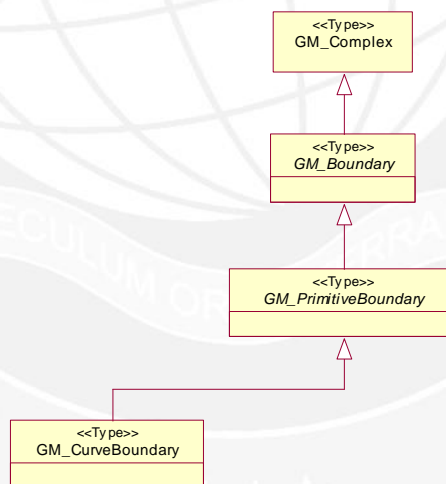 <<Type>>
GM_Complex
<<Type>>
GM_Boundary
<<Type>>
GM_PrimitiveBoundary
<<Type>>
GM_CurveBoundary